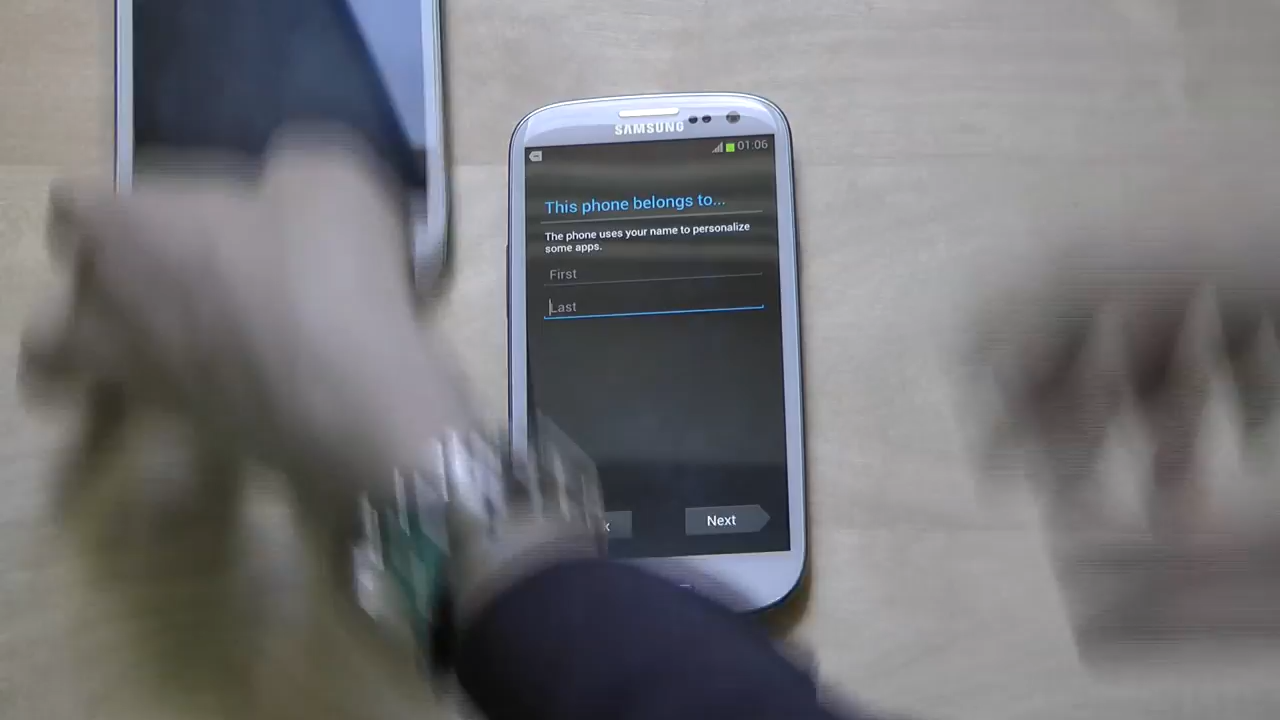 SAMSUNG
01:06
This phone belongs to...
The phone uses your name to personalize
some apps.
First
Last
Next